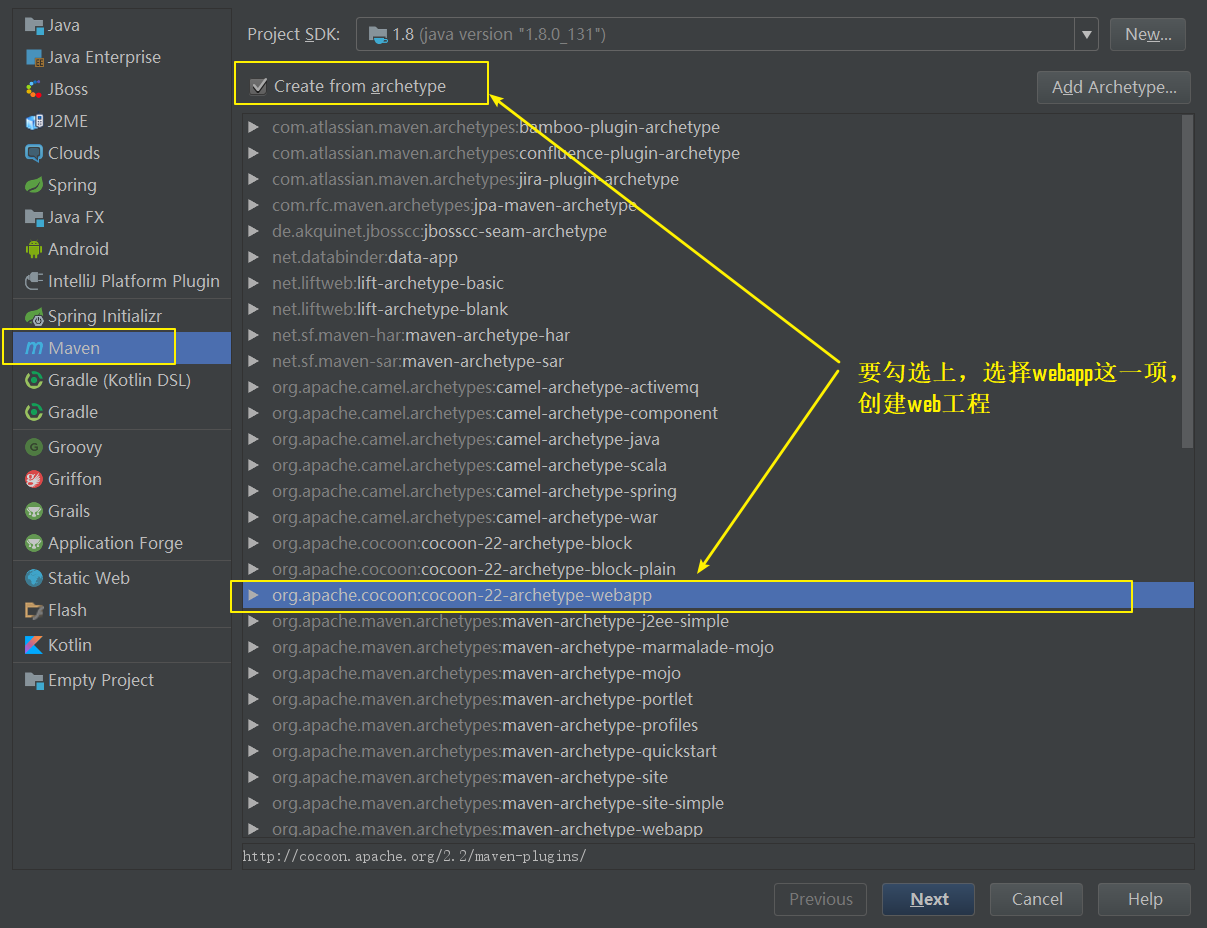 Java
Java Enterprise
JBoss
J2ME
Clouds
Spring
Java FX
Android
IntelliJ Platform Plugin
Spring Initializr
Maven
Gradle (Kotlin DSL)
Gradle
Groovy
Griffon
Grails
Application Forge
Static Web
Flash
Kotlin
Empty Project
Project SDK: 1.8 (java version "1.8.0_131") New...
Create from archetype Add Archetype...
com.atlassian.maven.archetypes:bamboo-plugin-archetype
com.atlassian.maven.archetypes:confluence-plugin-archetype
com.atlassian.maven.archetypes:jira-plugin-archetype
com.rfc.maven.archetypes:jpa-maven-archetype
de.akquinet.jbosscc:jbosscc-seam-archetype
net.databinder:data-app
net.liftweb:lift-archetype-basic
net.liftweb:lift-archetype-blank
net.sf.maven-har:maven-archetype-har
net.sf.maven-sar:maven-archetype-sar
org.apache.camel.archetypes:camel-archetype-activemq
org.apache.camel.archetypes:camel-archetype-component
org.apache.camel.archetypes:camel-archetype-java
org.apache.camel.archetypes:camel-archetype-scala
org.apache.camel.archetypes:camel-archetype-spring
org.apache.camel.archetypes:camel-archetype-war
org.apache.cocoon:cocoon-22-archetype-block
org.apache.cocoon:cocoon-22-archetype-block-plain
org.apache.cocoon:cocoon-22-archetype-webapp
org.apache.maven.archetypes:maven-archetype-j2ee-simple
org.apache.maven.archetypes:maven-archetype-marmalade-mojo
org.apache.maven.archetypes:maven-archetype-mojo
org.apache.maven.archetypes:maven-archetype-portlet
org.apache.maven.archetypes:maven-archetype-profiles
org.apache.maven.archetypes:maven-archetype-quickstart
org.apache.maven.archetypes:maven-archetype-site
org.apache.maven.archetypes:maven-archetype-site-simple
org.apache.maven.archetypes:maven-archetype-webapp
要勾选上，选择webapp这一项，
创建web工程
http://cocoon.apache.org/2.2/maven-plugins/
Previous Next Cancel Help